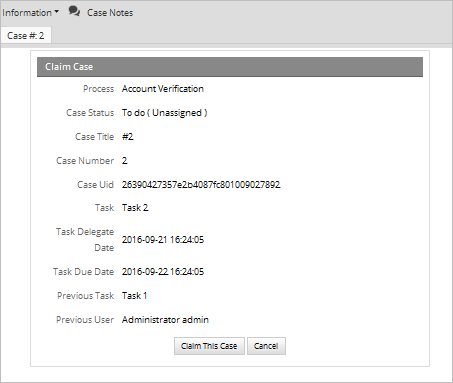 Information Case Notes
Case #: 2
Claim Case
Process Account Verification
Case Status To do ( Unassigned )
Case Title #2
Case Number 2
Case Uid 26390427357e2b4087fc801009027892
Task Task 2
Task Delegate
Date 2016-09-21 16:24:05
Task Due Date 2016-09-22 16:24:05
Previous Task Task 1
Previous User Administrator admin
Claim This Case Cancel